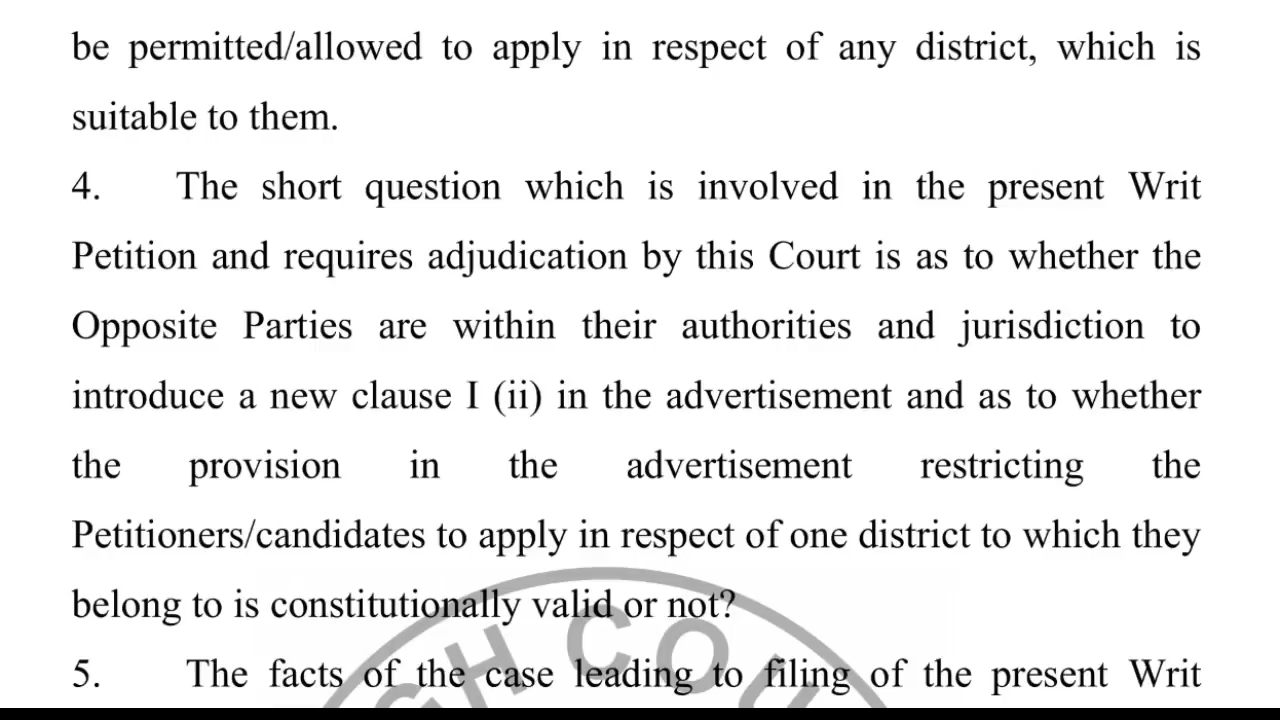 be permitted/allowed to apply in respect of any district, which is
suitable to them.
4. The short question which is involved in the present Writ
Petition and requires adjudication by this Court is as to whether the
Opposite Parties are within their authorities and jurisdiction to
introduce a new clause I (ii) in the advertisement and as to whether
the provision in the advertisement restricting the
Petitioners/candidates to apply in respect of one district to which they
belong to is constitutionally valid or not?
5. The facts of the case leading to filing of the present Writ